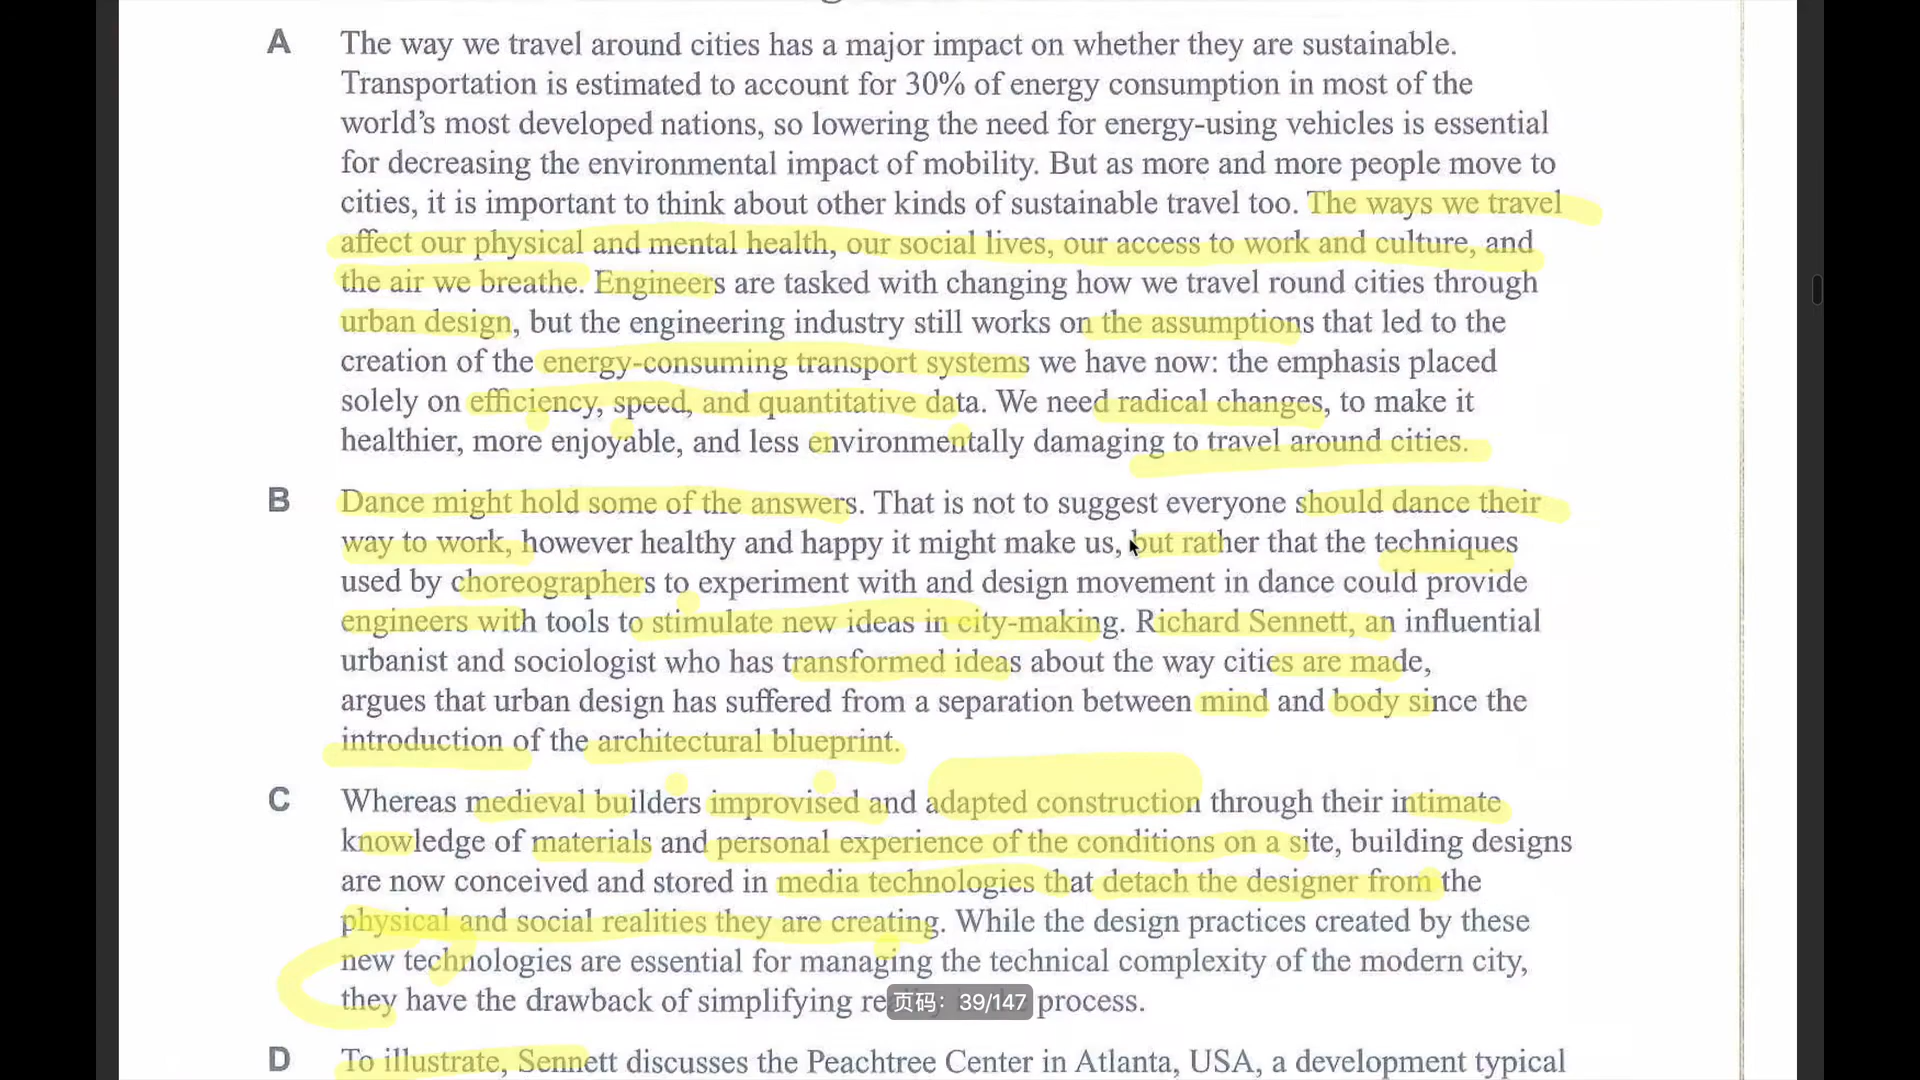 A The way we travel around cities has a major impact on whether they are sustainable.
Transportation is estimated to account for 30% of energy consumption in most of the
world's most developed nations, so lowering the need for energy-using vehicles is essential
for decreasing the environmental impact of mobility. But as more and more people move to
cities, it is important to think about other kinds of sustainable travel too. The ways we travel
affect our physical and mental health, our social lives, our access to work and culture, and
the air we breathe. Engineers are tasked with changing how we travel round cities through
urban design, but the engineering industry still works on the assumptions that led to the
creation of the energy-consuming transport systems we have now: the emphasis placed
solely on efficiency, speed, and quantitative data. We need radical changes, to make it
healthier, more enjoyable, and less environmentally damaging to travel around cities.
B Dance might hold some of the answers. That is not to suggest everyone should dance their
way to work, however healthy and happy it might make us, but rather that the techniques
used by choreographers to experiment with and design movement in dance could provide
engineers with tools to stimulate new ideas in city-making. Richard Sennett, an influential
urbanist and sociologist who has transformed ideas about the way cities are made,
argues that urban design has suffered from a separation between mind and body since the
introduction of the architectural blueprint.
C Whereas medieval builders improvised and adapted construction through their intimate
knowledge of materials and personal experience of the conditions on a site, building designs
are now conceived and stored in media technologies that detach the designer from the
physical and social realities they are creating. While the design practices created by these
new technologies are essential for managing the technical complexity of the modern city,
they have the drawback of simplifying process.
页码: 39/147
D To illustrate, Sennett discusses the Peachtree Center in Atlanta, USA, a development typical